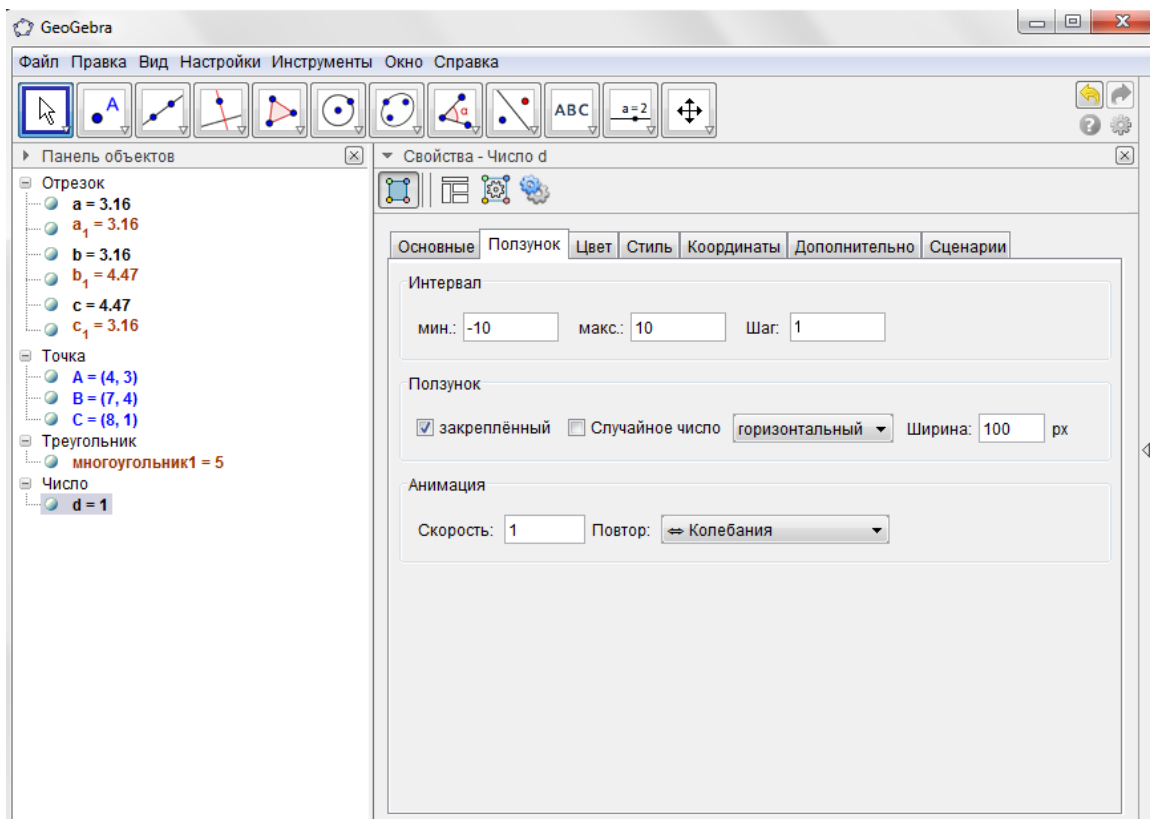 GeoGebra
Файл Правка Вид Настройки Инструменты Окно Справка
A α ABC a=2
Панель объектов
Свойства - Число d
Отрезок
a = 3.16
a₁ = 3.16
b = 3.16
b₁ = 4.47
c = 4.47
c₁ = 3.16
Точка
A = (4, 3)
B = (7, 4)
C = (8, 1)
Треугольник
многоугольник1 = 5
Число
d = 1
Основные Ползунок Цвет Стиль Координаты Дополнительно Сценарии
Интервал
мин.: -10 макс.: 10 Шаг: 1
Ползунок
закреплённый Случайное число горизонтальный Ширина: 100 px
Анимация
Скорость: 1 Повтор: ⇔ Колебания